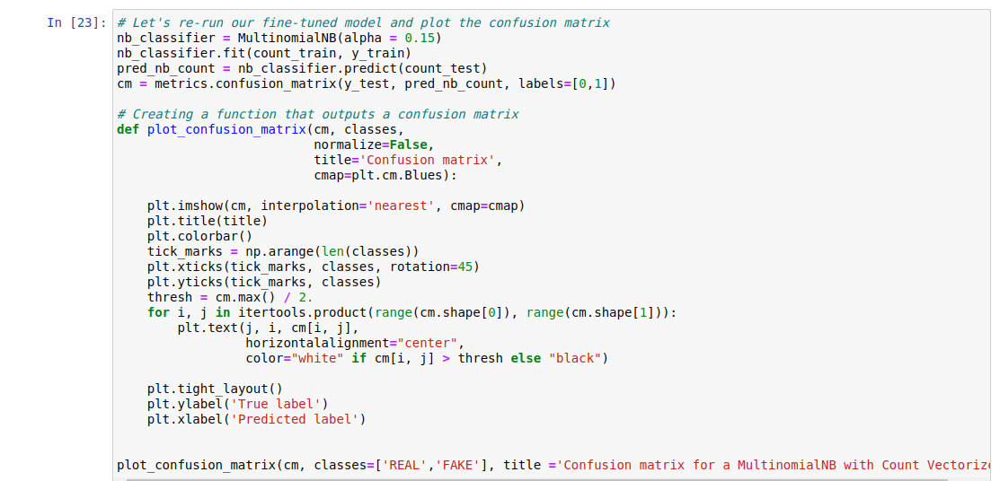 In [23]: # Let's re-run our fine-tuned model and plot the confusion matrix
nb_classifier = MultinomialNB(alpha = 0.15)
nb_classifier.fit(count_train, y_train)
pred_nb_count = nb_classifier.predict(count_test)
cm = metrics.confusion_matrix(y_test, pred_nb_count, labels=[0,1])
# Creating a function that outputs a confusion matrix
def plot_confusion_matrix(cm, classes,
normalize=False,
title='Confusion matrix',
cmap=plt.cm.Blues):
plt.imshow(cm, interpolation='nearest', cmap=cmap)
plt.title(title)
plt.colorbar()
tick_marks = np.arange(len(classes))
plt.xticks(tick_marks, classes, rotation=45)
plt.yticks(tick_marks, classes)
thresh = cm.max() / 2.
for i, j in itertools.product(range(cm.shape[0]), range(cm.shape[1])):
plt.text(j, i, cm[i, j],
horizontalalignment="center",
color="white" if cm[i, j] > thresh else "black")
plt.tight_layout()
plt.ylabel('True label')
plt.xlabel('Predicted label')
plot_confusion_matrix(cm, classes=['REAL','FAKE'], title ='Confusion matrix for a MultinomialNB with Count